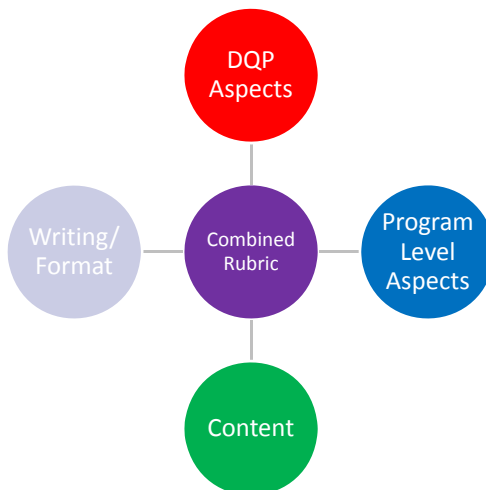 DQP
Aspects
Writing/
Format
Combined
Rubric
Program
Level
Aspects
Content